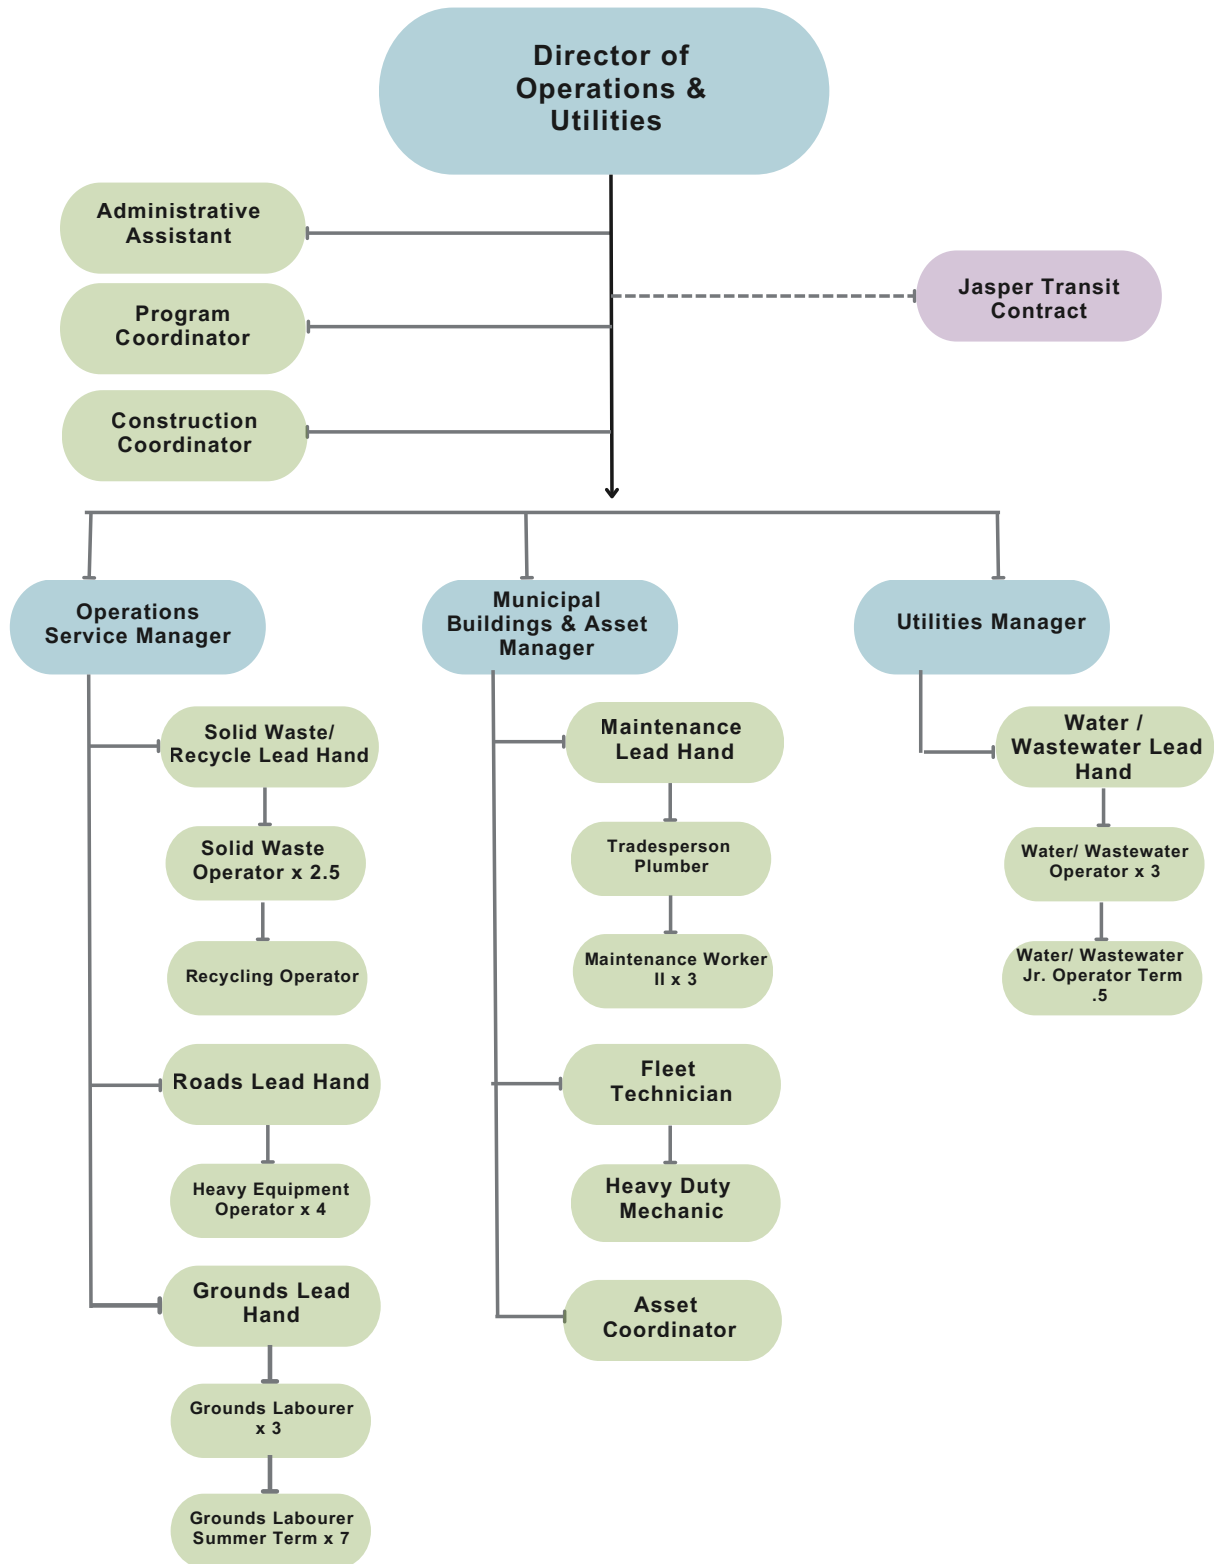 Director of
Operations &
Utilities
Administrative
Assistant
Jasper Transit
Contract
Program
Coordinator
Construction
Coordinator
Operations
Service Manager
Solid Waste/
Recycle Lead Hand
Solid Waste
Operator x 2.5
Recycling Operator
Roads Lead Hand
Heavy Equipment
Operator x 4
Grounds Lead
Hand
Grounds Labourer
x 3
Grounds Labourer
Summer Term x 7
Municipal
Buildings & Asset
Manager
Maintenance
Lead Hand
Tradesperson
Plumber
Maintenance Worker
II x 3
Fleet
Technician
Heavy Duty
Mechanic
Asset
Coordinator
Utilities Manager
Water /
Wastewater Lead
Hand
Water/ Wastewater
Operator x 3
Water/ Wastewater
Jr. Operator Term
.5